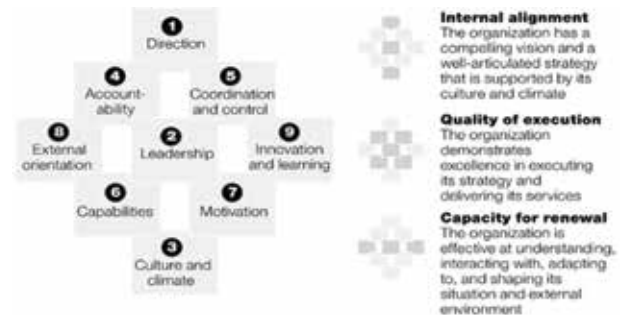 1
Direction
4
Account-
ability
5
Coordination
and control
8
External
orientation
2
Leadership
9
Innovation
and learning
6
Capabilities
7
Motivation
3
Culture and
climate
Internal alignment
The organization has a
compelling vision and a
well-articulated strategy
that is supported by its
culture and climate
Quality of execution
The organization
demonstrates
excellence in executing
its strategy and
delivering its services
Capacity for renewal
The organization is
effective at understanding,
interacting with, adapting
to, and shaping its
situation and external
environment